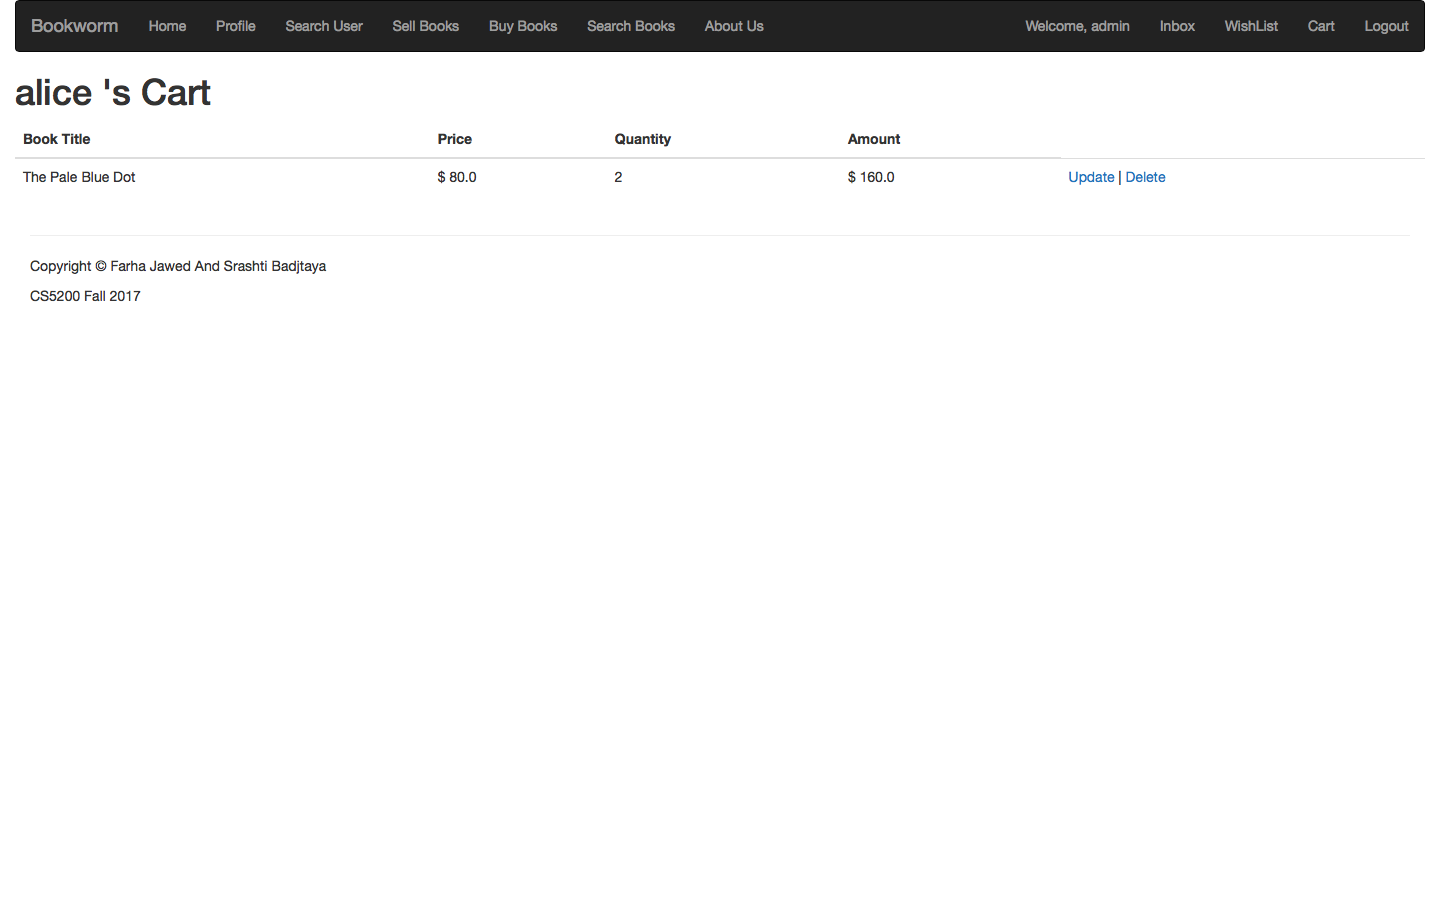 Bookworm Home Profile Search User Sell Books Buy Books Search Books About Us Welcome, admin Inbox WishList Cart Logout
alice 's Cart
Book Title Price Quantity Amount
The Pale Blue Dot $ 80.0 2 $ 160.0 Update | Delete
Copyright © Farha Jawed And Srashti Badjtaya
CS5200 Fall 2017